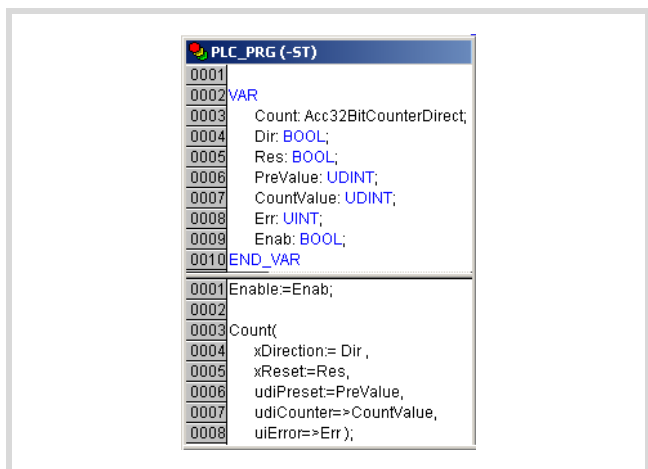 PLC_PRG (-ST)
0001
0002 VAR
0003 Count: Acc32BitCounterDirect;
0004 Dir: BOOL;
0005 Res: BOOL;
0006 PreValue: UDINT;
0007 CountValue: UDINT;
0008 Err: UINT;
0009 Enab: BOOL;
0010 END_VAR
0001 Enable:=Enab;
0002
0003 Count(
0004 xDirection:= Dir ,
0005 xReset:=Res,
0006 udiPreset:=PreValue,
0007 udiCounter=>CountValue,
0008 uiError=>Err );